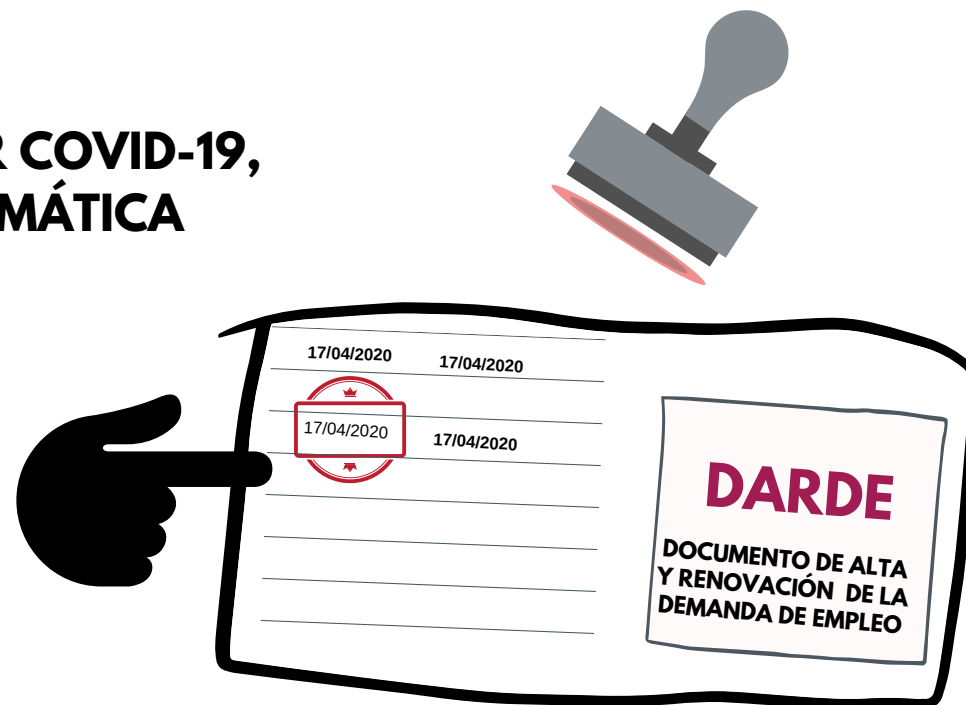 R COVID-19,
MÁTICA
17/04/2020 17/04/2020
17/04/2020 17/04/2020
DARDE
DOCUMENTO DE ALTA
Y RENOVACIÓN DE LA
DEMANDA DE EMPLEO